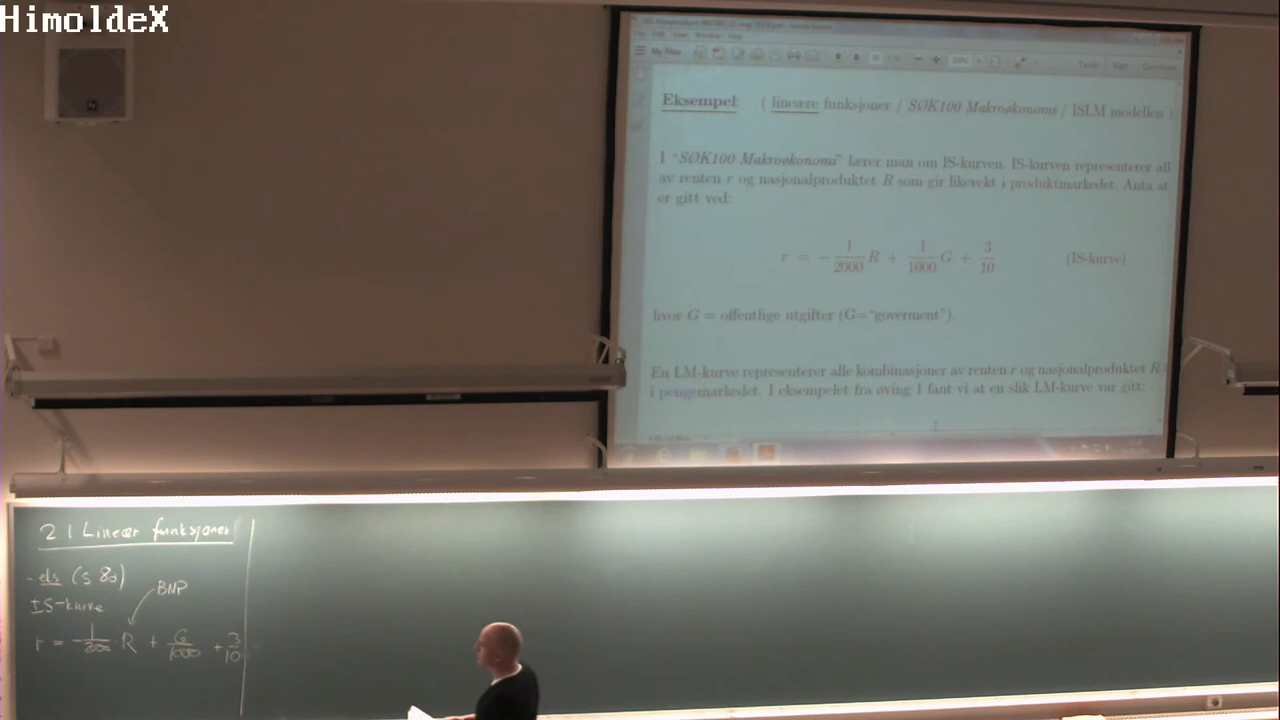 HimoldeX
My Files
Eksempel: ( lineære funksjoner / SØK100 Makroøkonomi / ISLM modellen )
I “SØK100 Makroøkonomi” lærer man om IS-kurven. IS-kurven representerer all
av renten r og nasjonalproduktet R som gir likevekt i produktmarkedet. Anta at
er gitt ved:
r = − 1/2000 R + 1/1000 G + 3/10 (IS-kurve)
hvor G = offentlige utgifter (G=“goverment”).
En LM-kurve representerer alle kombinasjoner av renten r og nasjonalproduktet R
i pengemarkedet. I eksempelet fra øving 1 fant vi at en slik LM-kurve var gitt.
2.1 Lineær funksjoner
- eks (s 80)
BNP
IS-kurve
r = − 1/2000 R + G/1000 + 3/10